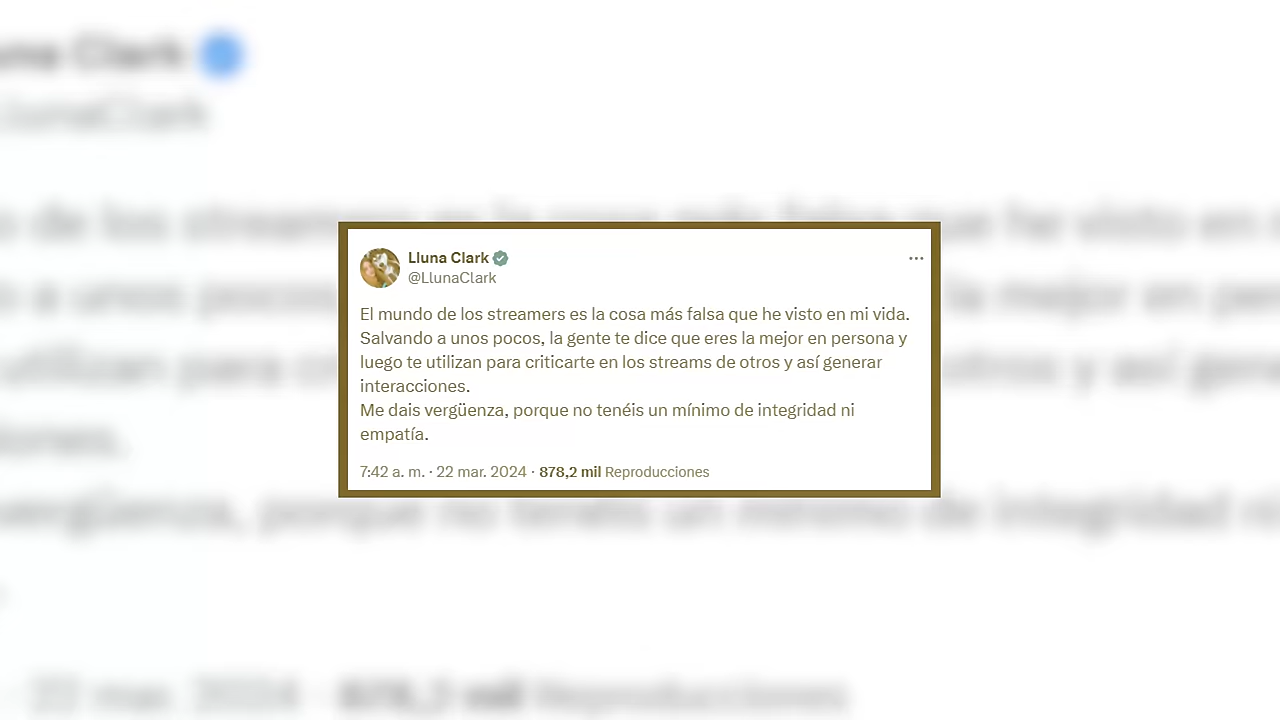 Lluna Clark
@LlunaClark
El mundo de los streamers es la cosa más falsa que he visto en mi vida.
Salvando a unos pocos, la gente te dice que eres la mejor en persona y
luego te utilizan para criticarte en los streams de otros y así generar
interacciones.
Me dais vergüenza, porque no tenéis un mínimo de integridad ni
empatía.
7:42 a. m. · 22 mar. 2024 · 878,2 mil Reproducciones